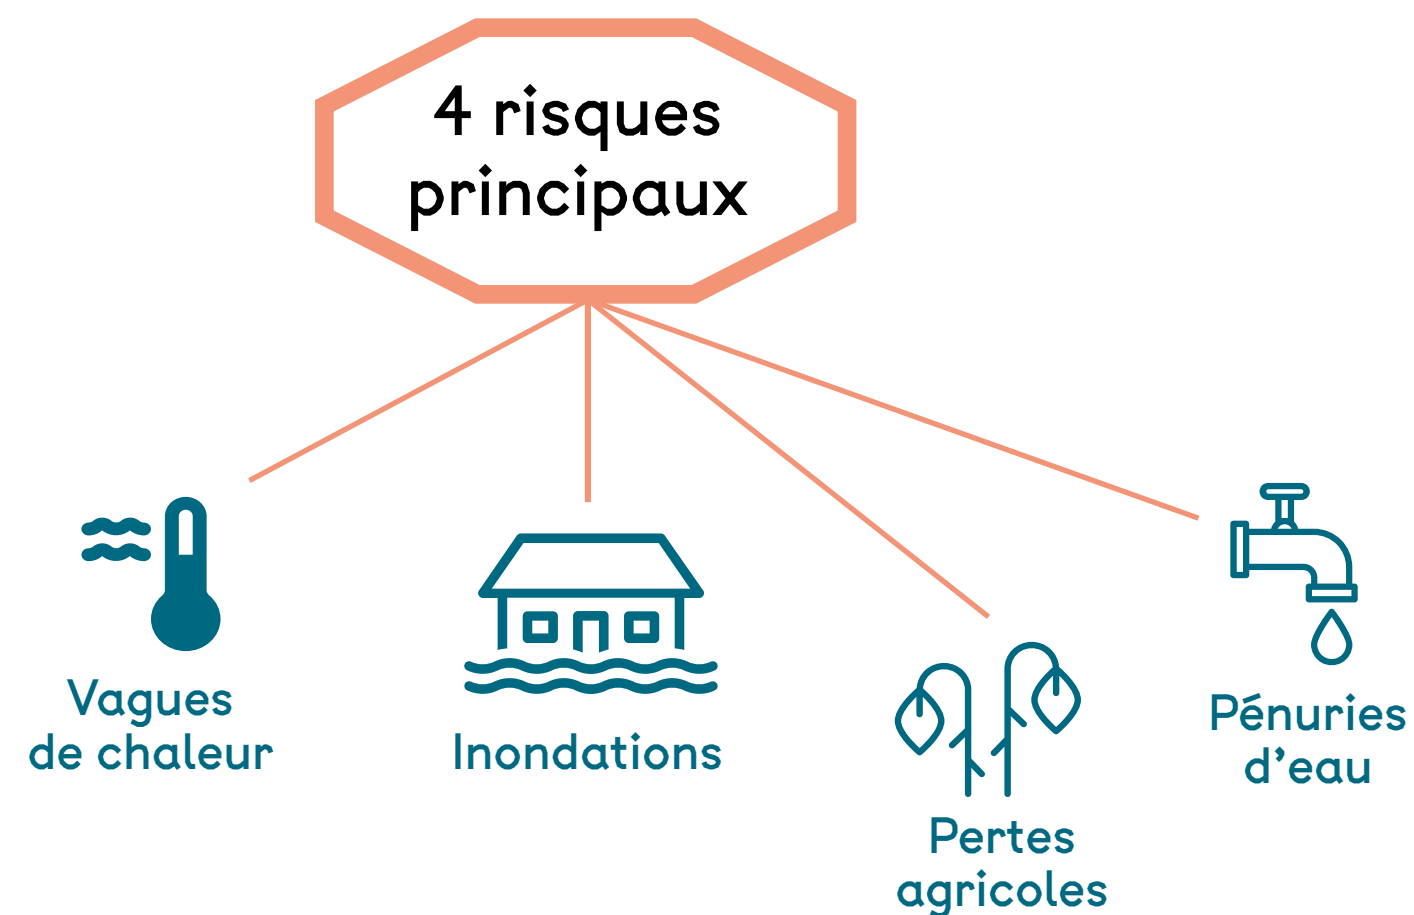 4 risques
principaux
Vagues
de chaleur
Inondations
Pertes
agricoles
Pénuries
d’eau